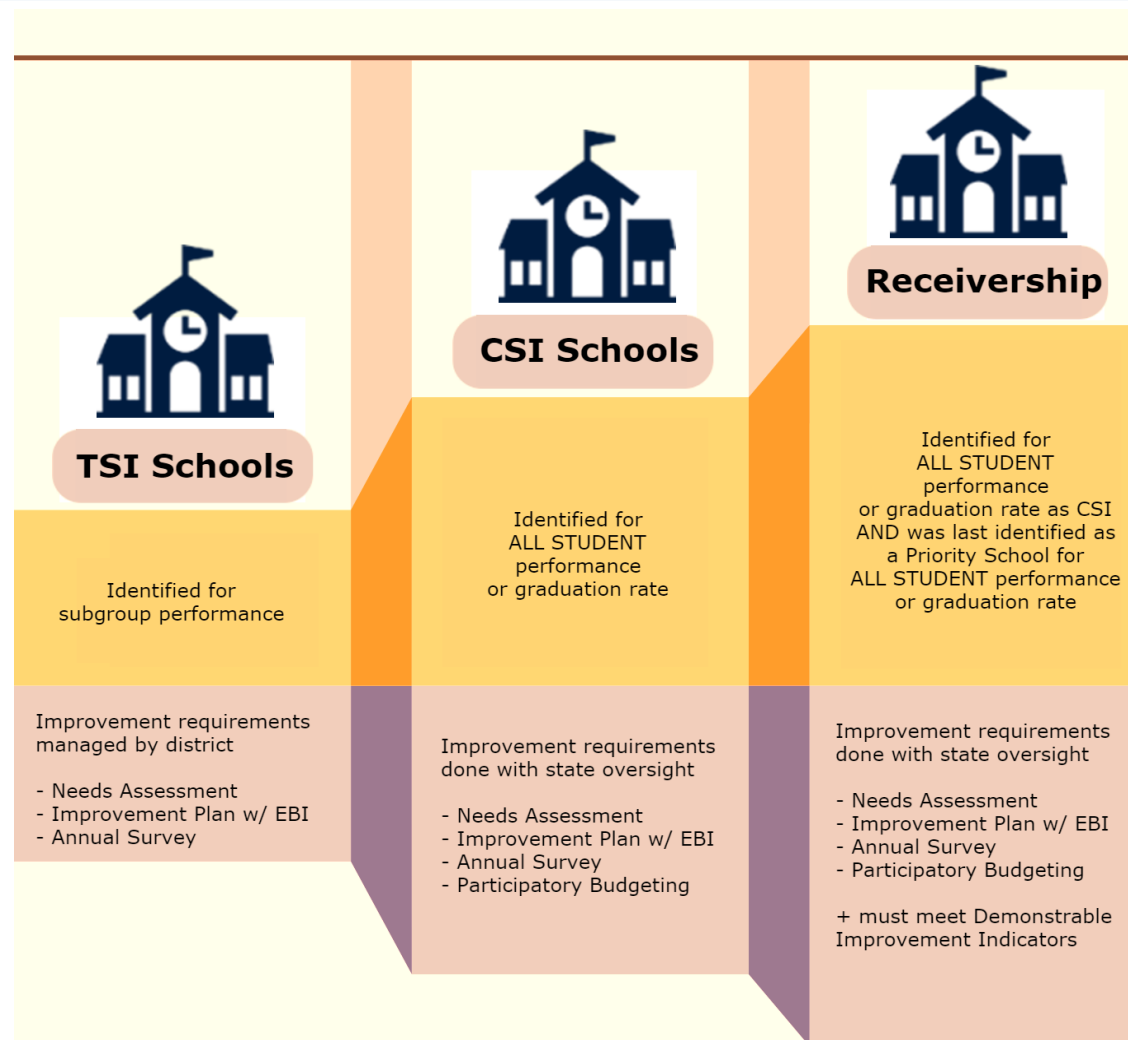 TSI Schools
Identified for
subgroup performance
Improvement requirements
managed by district
- Needs Assessment
- Improvement Plan w/ EBI
- Annual Survey
CSI Schools
Identified for
ALL STUDENT
performance
or graduation rate
Improvement requirements
done with state oversight
- Needs Assessment
- Improvement Plan w/ EBI
- Annual Survey
- Participatory Budgeting
Receivership
Identified for
ALL STUDENT
performance
or graduation rate as CSI
AND was last identified as
a Priority School for
ALL STUDENT performance
or graduation rate
Improvement requirements
done with state oversight
- Needs Assessment
- Improvement Plan w/ EBI
- Annual Survey
- Participatory Budgeting
+ must meet Demonstrable
Improvement Indicators